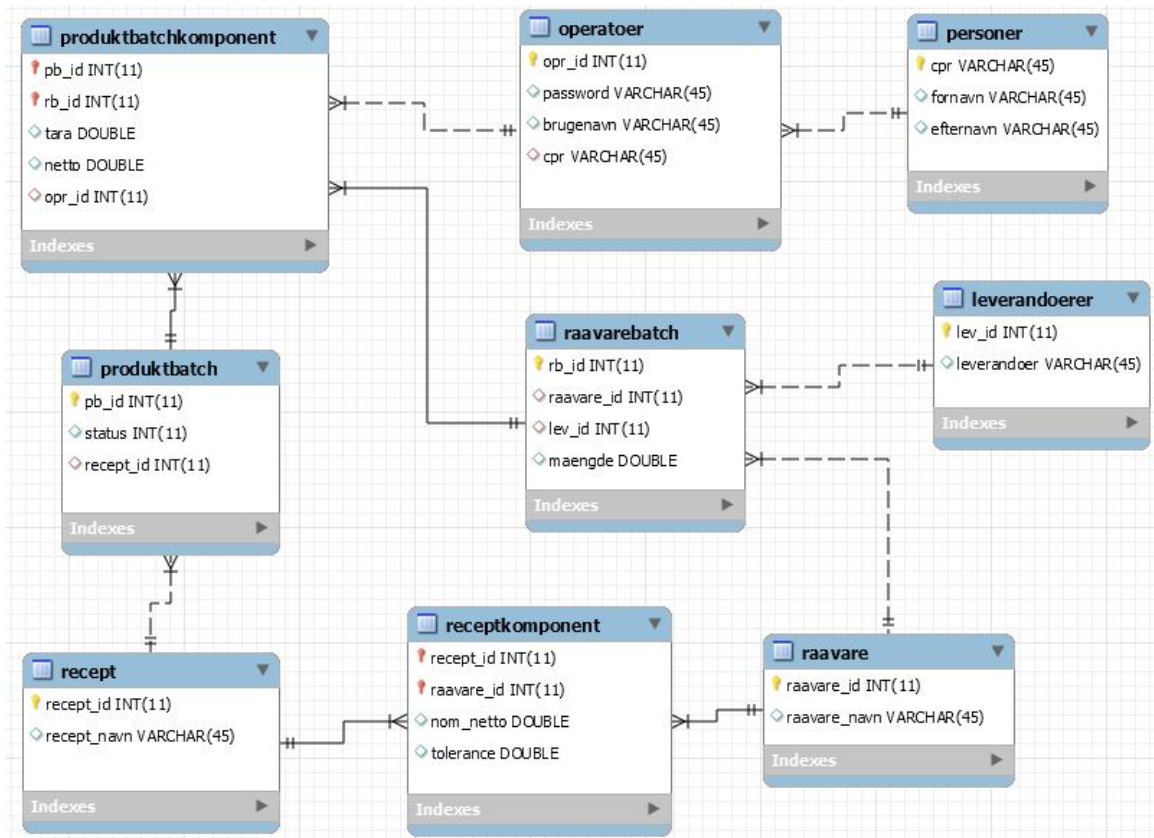 produktbatchkomponent
pb_id INT(11)
rb_id INT(11)
tara DOUBLE
netto DOUBLE
opr_id INT(11)
Indexes
operatoer
opr_id INT(11)
password VARCHAR(45)
brugenavn VARCHAR(45)
cpr VARCHAR(45)
Indexes
personer
cpr VARCHAR(45)
fornavn VARCHAR(45)
efternavn VARCHAR(45)
Indexes
leverandoerer
lev_id INT(11)
leverandoer VARCHAR(45)
Indexes
raavarebatch
rb_id INT(11)
raavare_id INT(11)
lev_id INT(11)
maengde DOUBLE
Indexes
produktbatch
pb_id INT(11)
status INT(11)
recept_id INT(11)
Indexes
recept
recept_id INT(11)
recept_navn VARCHAR(45)
Indexes
receptkomponent
recept_id INT(11)
raavare_id INT(11)
nom_netto DOUBLE
tolerance DOUBLE
Indexes
raavare
raavare_id INT(11)
raavare_navn VARCHAR(45)
Indexes